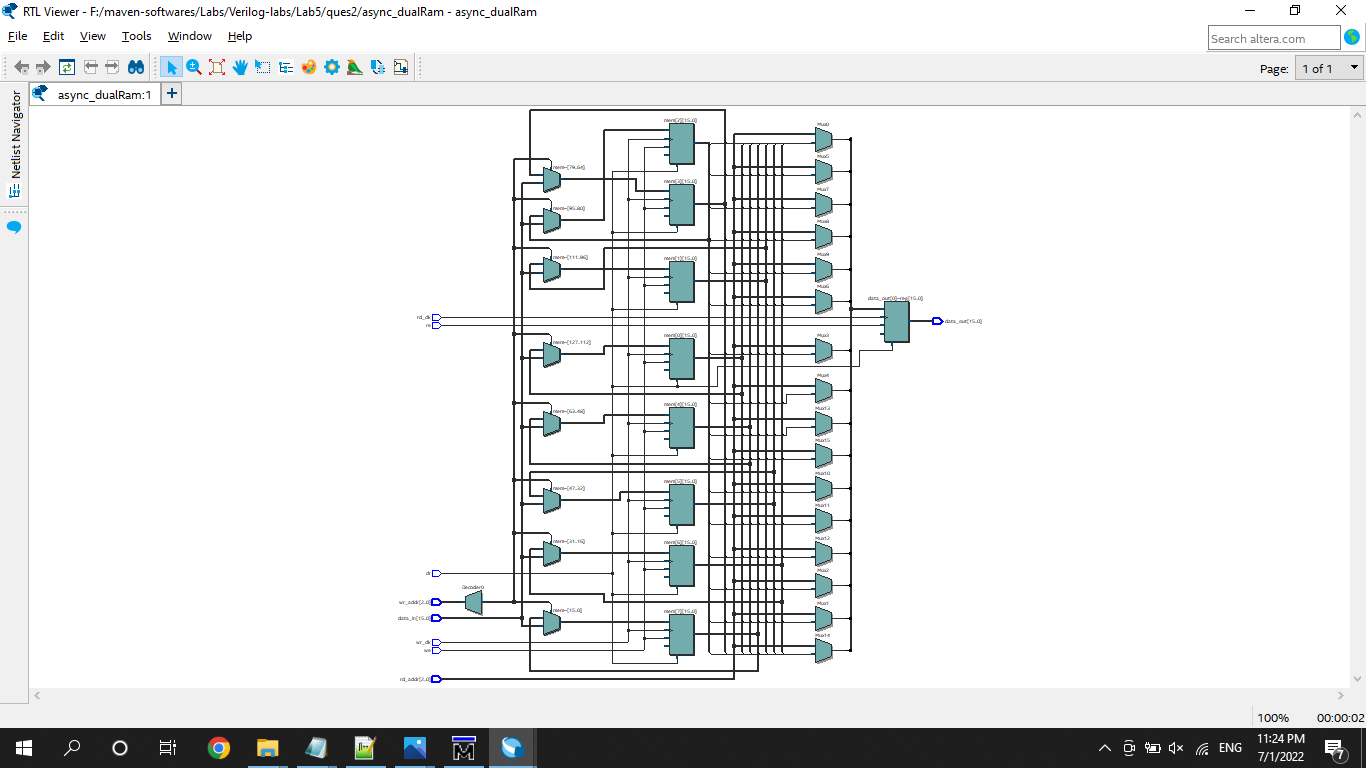 RTL Viewer - F:/maven-softwares/Labs/Verilog-labs/Lab5/ques2/async_dualRam - async_dualRam
File Edit View Tools Window Help
Search altera.com
Page: 1 of 1
async_dualRam:1
Netlist Navigator
mem[2][15..0]
Mux0
Mux5
mem~[79..64]
mem[3][15..0]
Mux7
mem~[95..80]
Mux8
mem~[111..96]
mem[1][15..0]
Mux9
Mux6
data_out[0]~reg[15..0]
rd_clk
re
data_out[15..0]
mem~[127..112]
mem[0][15..0]
Mux3
Mux4
mem~[63..48]
mem[4][15..0]
Mux13
Mux15
mem~[47..32]
mem[5][15..0]
Mux10
Mux11
mem~[31..16]
mem[6][15..0]
Mux12
clr
Mux2
Decoder0
wr_addr[2..0]
mem~[15..0]
mem[7][15..0]
Mux1
data_in[15..0]
Mux14
wr_clk
we
rd_addr[2..0]
100% 00:00:02
ENG
11:24 PM
7/1/2022
7